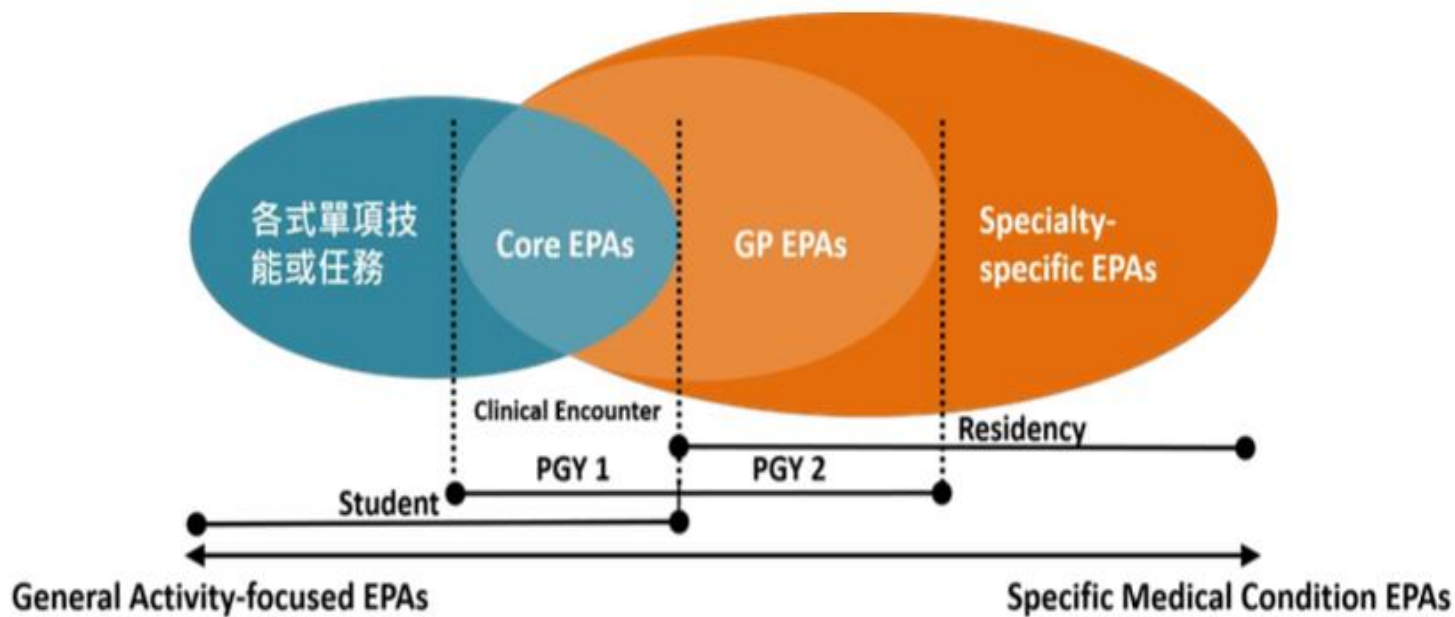 各式單項技
能或任務
Core EPAs
GP EPAs
Specialty-
specific EPAs
Clinical Encounter
Residency
PGY 1
PGY 2
Student
General Activity-focused EPAs
Specific Medical Condition EPAs